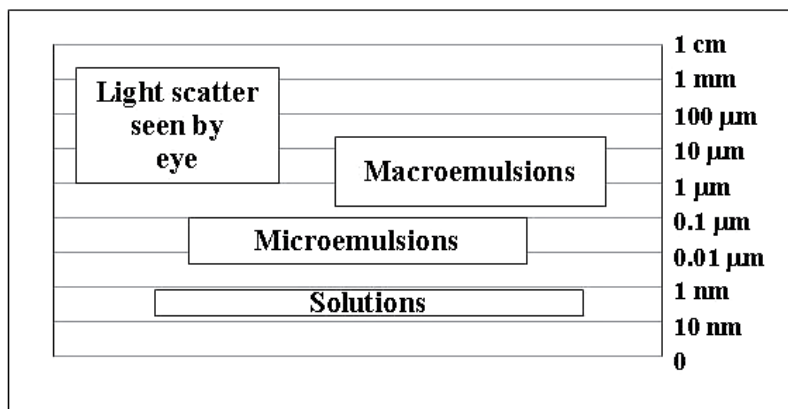 Light scatter
seen by
eye
Macroemulsions
Microemulsions
Solutions
1 cm
1 mm
100 µm
10 µm
1 µm
0.1 µm
0.01 µm
1 nm
10 nm
0